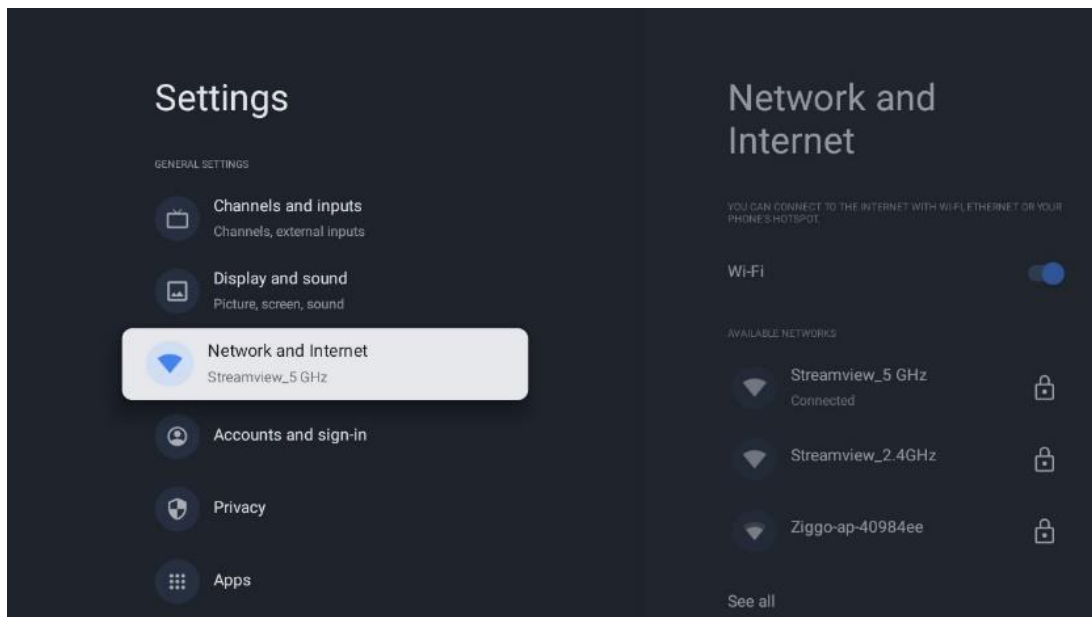 Settings
GENERAL SETTINGS
Channels and inputs
Channels, external inputs
Display and sound
Picture, screen, sound
Network and Internet
Streamview_5 GHz
Accounts and sign-in
Privacy
Apps
Network and
Internet
YOU CAN CONNECT TO THE INTERNET WITH WI-FI, ETHERNET OR YOUR
PHONE'S HOTSPOT.
Wi-Fi
AVAILABLE NETWORKS
Streamview_5 GHz
Connected
Streamview_2.4GHz
Ziggo-ap-40984ee
See all